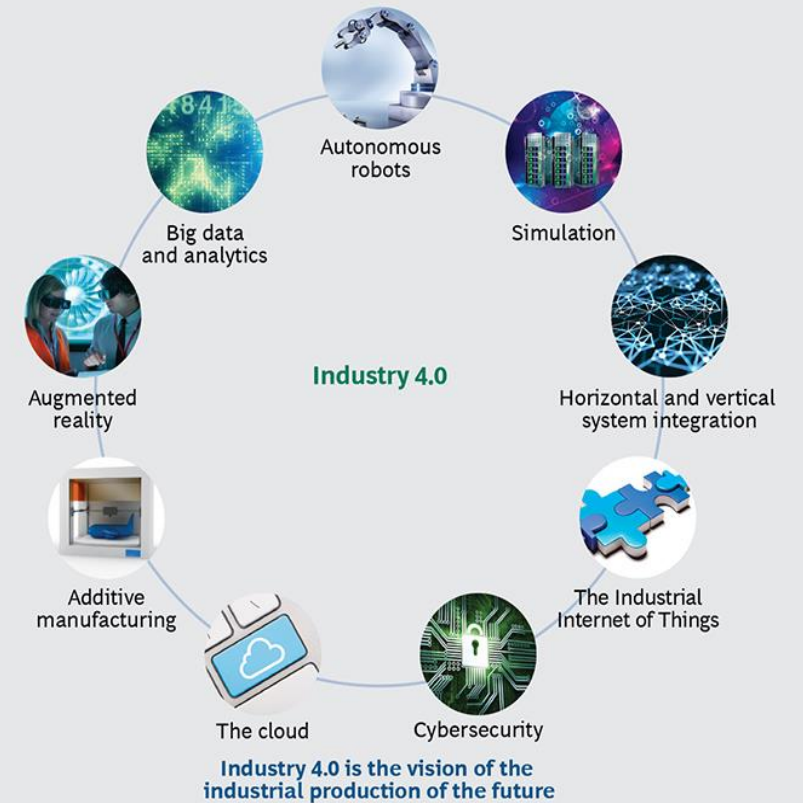 Autonomous
robots
Simulation
Horizontal and vertical
system integration
The Industrial
Internet of Things
Cybersecurity
The cloud
Additive
manufacturing
Augmented
reality
Big data
and analytics
Industry 4.0
Industry 4.0 is the vision of the
industrial production of the future